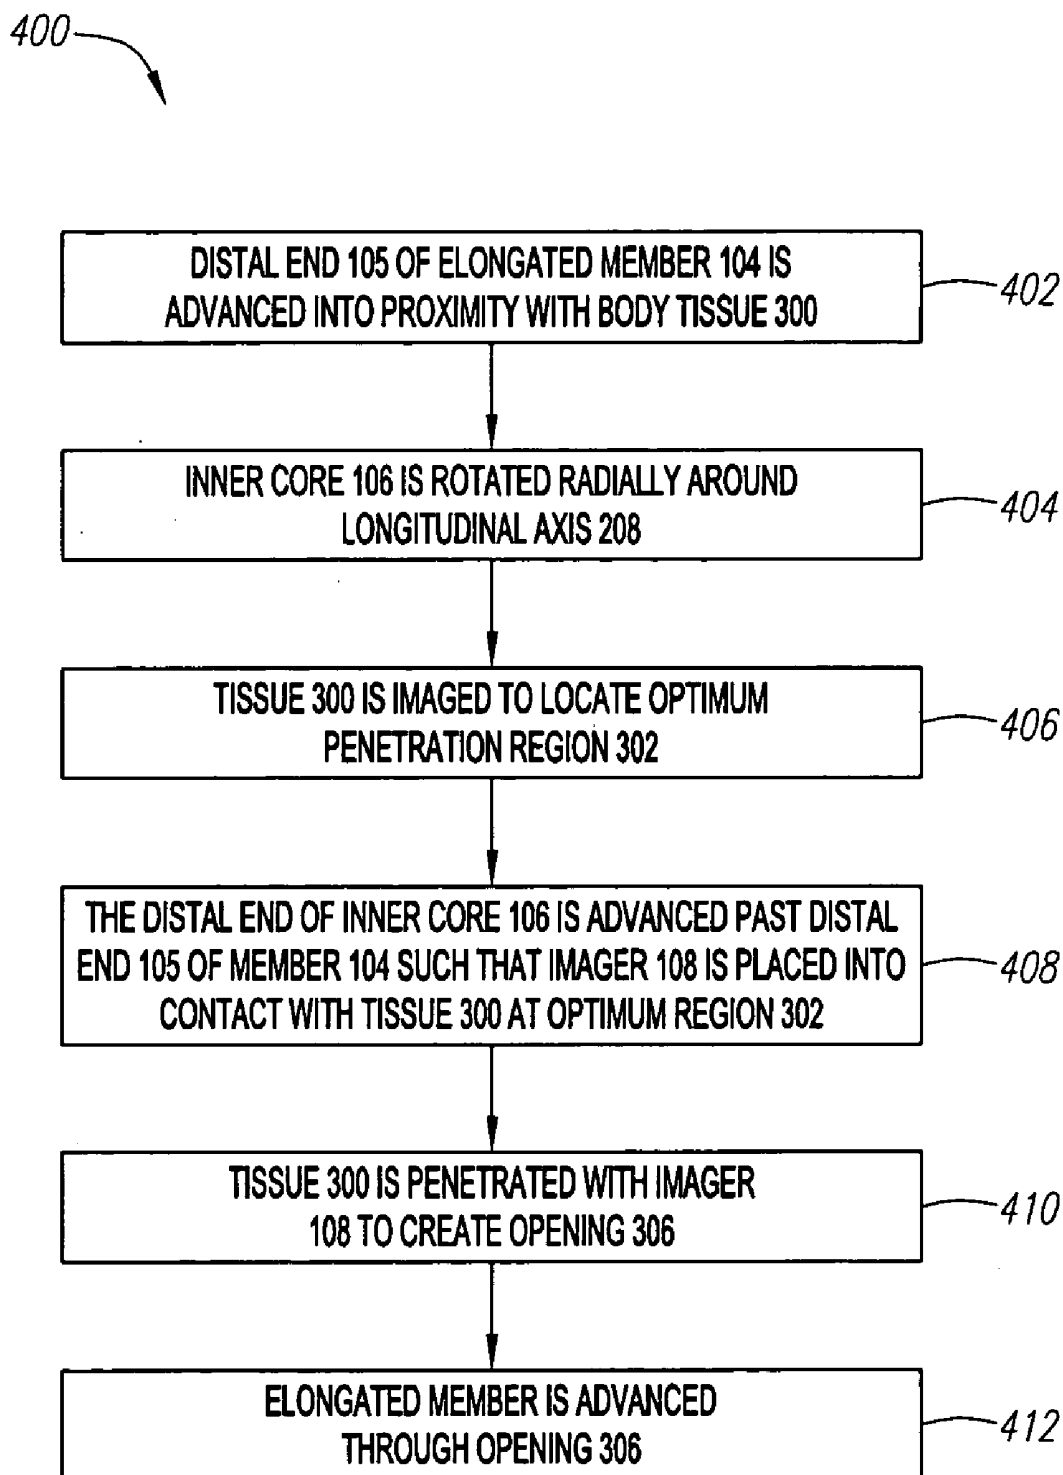 400
DISTAL END 105 OF ELONGATED MEMBER 104 IS
ADVANCED INTO PROXIMITY WITH BODY TISSUE 300
402
INNER CORE 106 IS ROTATED RADIALLY AROUND
LONGITUDINAL AXIS 208
404
TISSUE 300 IS IMAGED TO LOCATE OPTIMUM
PENETRATION REGION 302
406
THE DISTAL END OF INNER CORE 106 IS ADVANCED PAST DISTAL
END 105 OF MEMBER 104 SUCH THAT IMAGER 108 IS PLACED INTO
CONTACT WITH TISSUE 300 AT OPTIMUM REGION 302
408
TISSUE 300 IS PENETRATED WITH IMAGER
108 TO CREATE OPENING 306
410
ELONGATED MEMBER IS ADVANCED
THROUGH OPENING 306
412